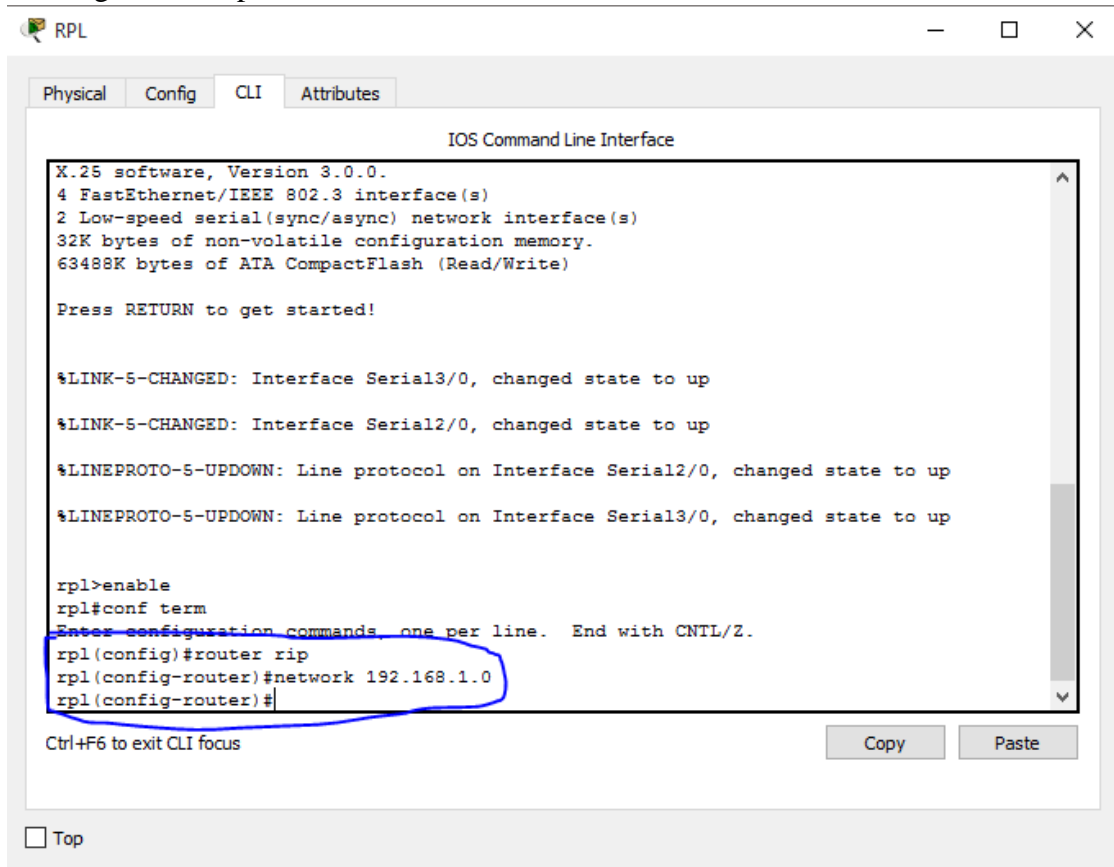 RPL
Physical Config CLI Attributes
IOS Command Line Interface
X.25 software, Version 3.0.0.
4 FastEthernet/IEEE 802.3 interface(s)
2 Low-speed serial(sync/async) network interface(s)
32K bytes of non-volatile configuration memory.
63488K bytes of ATA CompactFlash (Read/Write)
Press RETURN to get started!
%LINK-5-CHANGED: Interface Serial3/0, changed state to up
%LINK-5-CHANGED: Interface Serial2/0, changed state to up
%LINEPROTO-5-UPDOWN: Line protocol on Interface Serial2/0, changed state to up
%LINEPROTO-5-UPDOWN: Line protocol on Interface Serial3/0, changed state to up
rpl>enable
rpl#conf term
Enter configuration commands, one per line. End with CNTL/Z.
rpl(config)#router rip
rpl(config-router)#network 192.168.1.0
rpl(config-router)#
Ctrl+F6 to exit CLI focus
Copy Paste
Top